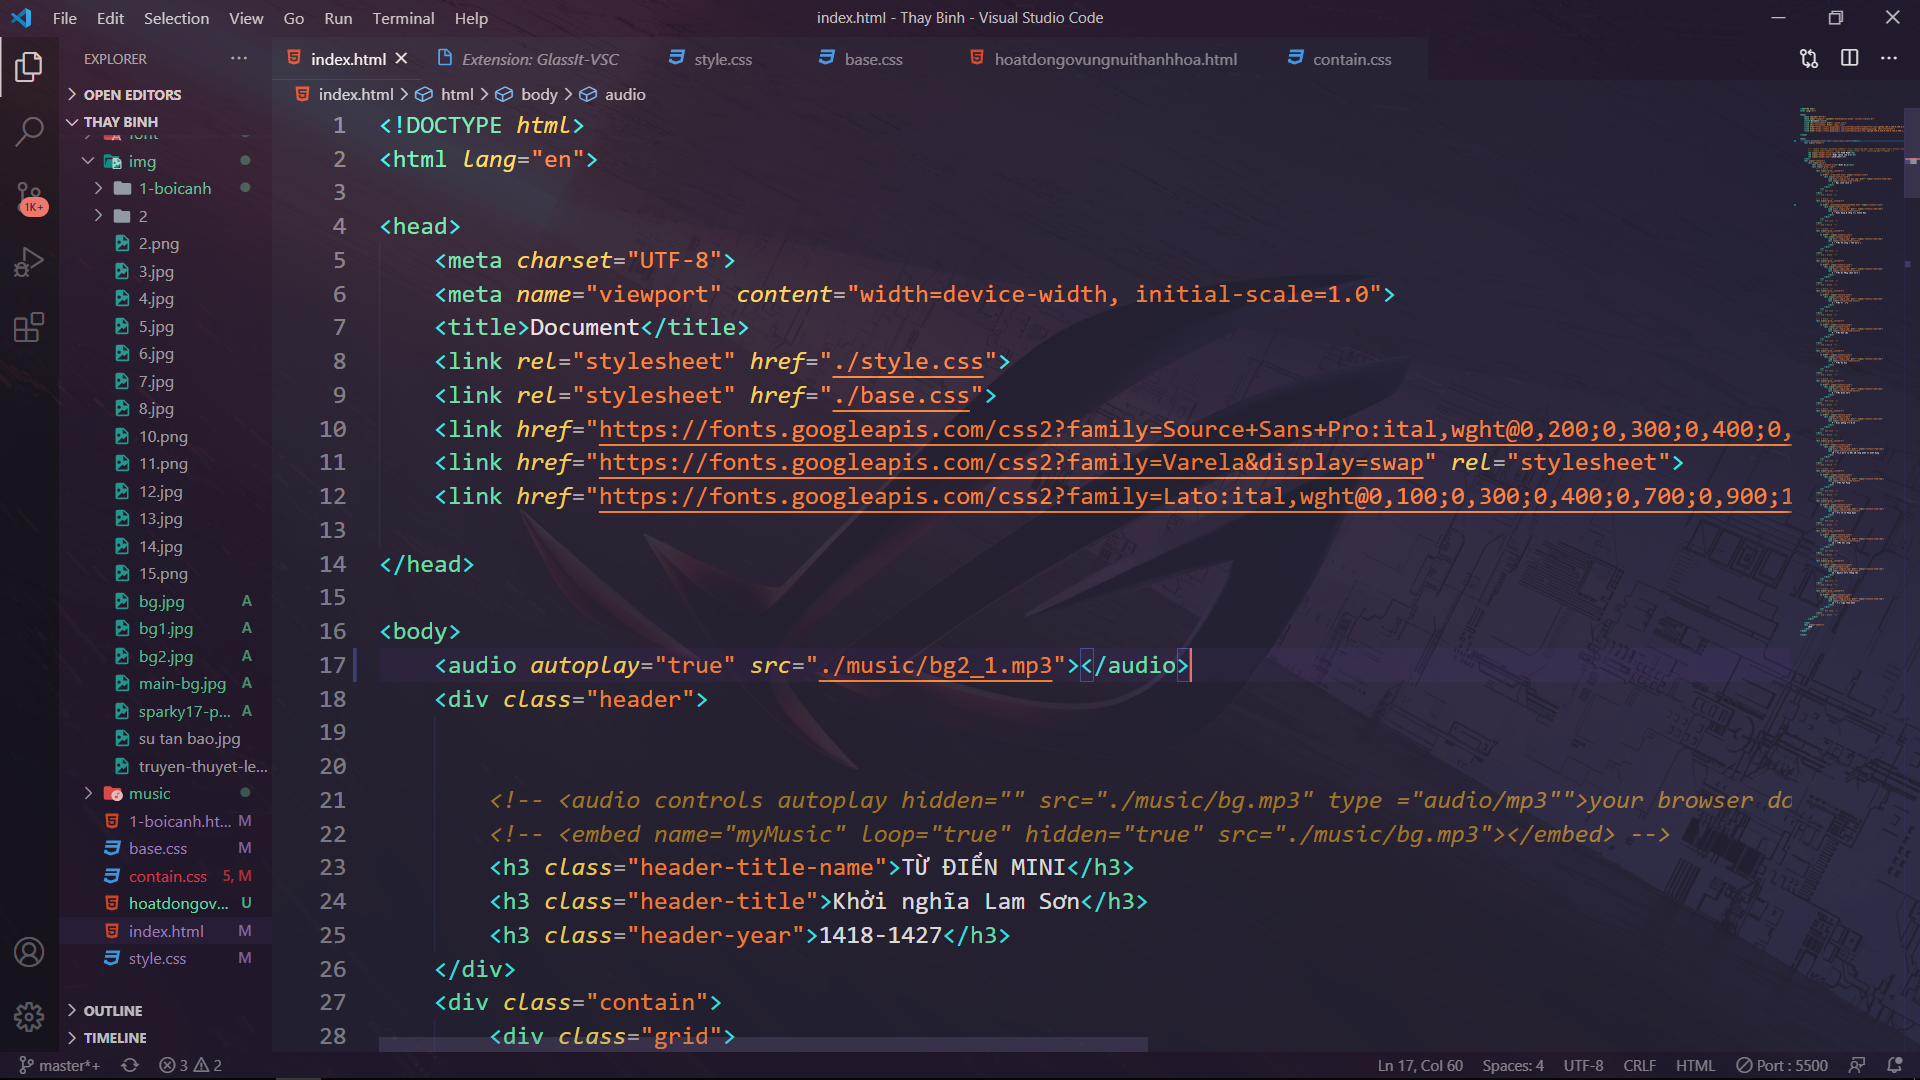 File Edit Selection View Go Run Terminal Help
index.html - Thay Binh - Visual Studio Code
EXPLORER
index.html Extension: GlassIt-VSC style.css base.css hoatdongovungnuithanhhoa.html contain.css
OPEN EDITORS
THAY BINH
font
img
1-boicanh
2
2.png
3.jpg
4.jpg
5.jpg
6.jpg
7.jpg
8.jpg
10.png
11.png
12.jpg
13.jpg
14.jpg
15.png
bg.jpg A
bg1.jpg A
bg2.jpg A
main-bg.jpg A
sparky17-p... A
su tan bao.jpg
truyen-thuyet-le...
music
1-boicanh.ht... M
base.css M
contain.css 5, M
hoatdongov... U
index.html M
style.css M
OUTLINE
TIMELINE
1K+
index.html > html > body > audio
1 <!DOCTYPE html>
2 <html lang="en">
3
4 <head>
5 <meta charset="UTF-8">
6 <meta name="viewport" content="width=device-width, initial-scale=1.0">
7 <title>Document</title>
8 <link rel="stylesheet" href="./style.css">
9 <link rel="stylesheet" href="./base.css">
10 <link href="https://fonts.googleapis.com/css2?family=Source+Sans+Pro:ital,wght@0,200;0,300;0,400;0,
11 <link href="https://fonts.googleapis.com/css2?family=Varela&display=swap" rel="stylesheet">
12 <link href="https://fonts.googleapis.com/css2?family=Lato:ital,wght@0,100;0,300;0,400;0,700;0,900;1
13
14 </head>
15
16 <body>
17 <audio autoplay="true" src="./music/bg2_1.mp3"></audio>
18 <div class="header">
19
20
21 <!-- <audio controls autoplay hidden="" src="./music/bg.mp3" type ="audio/mp3"">your browser do
22 <!-- <embed name="myMusic" loop="true" hidden="true" src="./music/bg.mp3"></embed> -->
23 <h3 class="header-title-name">TỪ ĐIỂN MINI</h3>
24 <h3 class="header-title">Khởi nghĩa Lam Sơn</h3>
25 <h3 class="header-year">1418-1427</h3>
26 </div>
27 <div class="contain">
28 <div class="grid">
master*+ 3 2
Ln 17, Col 60 Spaces: 4 UTF-8 CRLF HTML Port : 5500